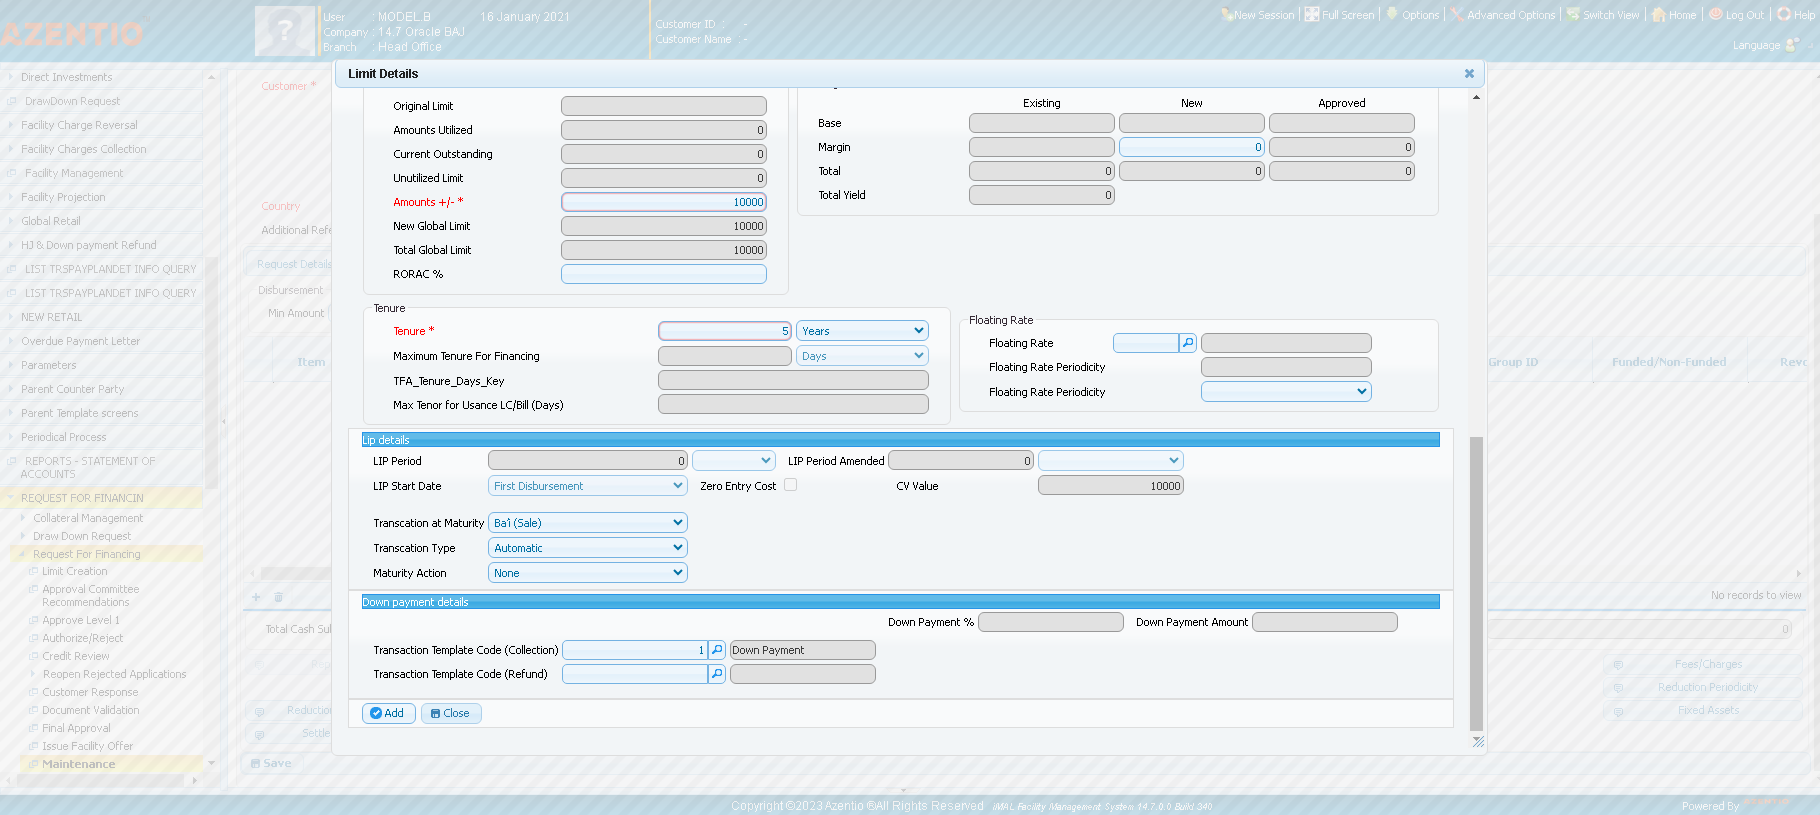 AZENTIO
User : MODEL.B 16 January 2021
Company : 14.7 Oracle BAJ
Branch : Head Office
Customer ID : -
Customer Name : -
New Session Full Screen Options Advanced Options Switch View Home Log Out Help
Language
Direct Investments
DrawDown Request
Facility Charge Reversal
Facility Charges Collection
Facility Management
Facility Projection
Global Retail
HJ & Down payment Refund
LIST TRSPAYPLANDET INFO QUERY
LIST TRSPAYPLANDET INFO QUERY
NEW RETAIL
Overdue Payment Letter
Parameters
Parent Counter Party
Parent Template screens
Periodical Process
REPORTS - STATEMENT OF
ACCOUNTS
REQUEST FOR FINANCIN
Collateral Management
Draw Down Request
Request For Financing
Limit Creation
Approval Committee
Recommendations
Approve Level 1
Authorize/Reject
Credit Review
Reopen Rejected Applications
Customer Response
Document Validation
Final Approval
Issue Facility Offer
Maintenance
Customer *
Country
Additional Refe
Request Details
Disbursement
Min Amount
Item
Group ID Funded/Non-Funded Revo
No records to view
Total Cash Sub
0
Reduction
Settle
Fees/Charges
Reduction Periodicity
Fixed Assets
Save
Limit Details
Original Limit
Amounts Utilized 0
Current Outstanding 0
Unutilized Limit 0
Amounts +/- * 10000
New Global Limit 10000
Total Global Limit 10000
RORAC %
Existing New Approved
Base
Margin 0 0
Total 0 0 0
Total Yield 0
Tenure
Tenure * 5 Years
Maximum Tenure For Financing Days
TFA_Tenure_Days_Key
Max Tenor for Usance LC/Bill (Days)
Floating Rate
Floating Rate
Floating Rate Periodicity
Floating Rate Periodicity
Lip details
LIP Period 0 LIP Period Amended 0
LIP Start Date First Disbursement Zero Entry Cost CV Value 10000
Transcation at Maturity Ba'i (Sale)
Transcation Type Automatic
Maturity Action None
Down payment details
Down Payment % Down Payment Amount
Transaction Template Code (Collection) 1 Down Payment
Transaction Template Code (Refund)
Add Close
Copyright ©2023 Azentio ®All Rights Reserved iMAL Facility Management System 14.7.0.0 Build 340
Powered By